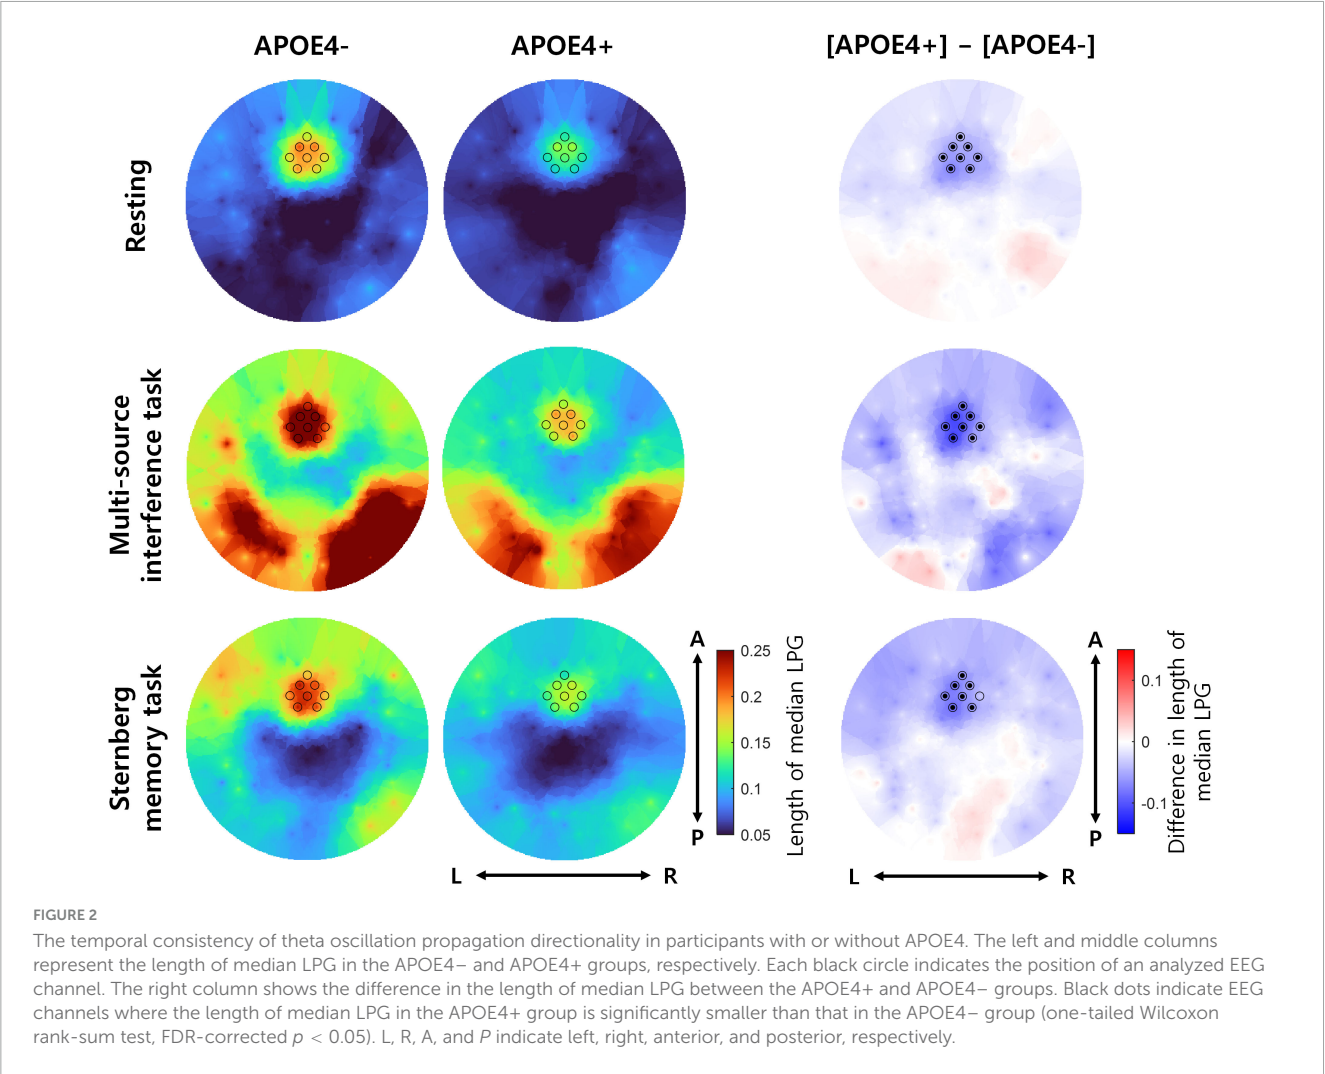 APOE4-
APOE4+
[APOE4+] – [APOE4-]
Resting
Multi-source
interference task
Sternberg
memory task
A
P
L
R
0.25
0.2
0.15
0.1
0.05
Length of median LPG
A
P
L
R
0.1
0
-0.1
Difference in length of
median LPG
FIGURE 2
The temporal consistency of theta oscillation propagation directionality in participants with or without APOE4. The left and middle columns
represent the length of median LPG in the APOE4− and APOE4+ groups, respectively. Each black circle indicates the position of an analyzed EEG
channel. The right column shows the difference in the length of median LPG between the APOE4+ and APOE4− groups. Black dots indicate EEG
channels where the length of median LPG in the APOE4+ group is significantly smaller than that in the APOE4− group (one-tailed Wilcoxon
rank-sum test, FDR-corrected p < 0.05). L, R, A, and P indicate left, right, anterior, and posterior, respectively.